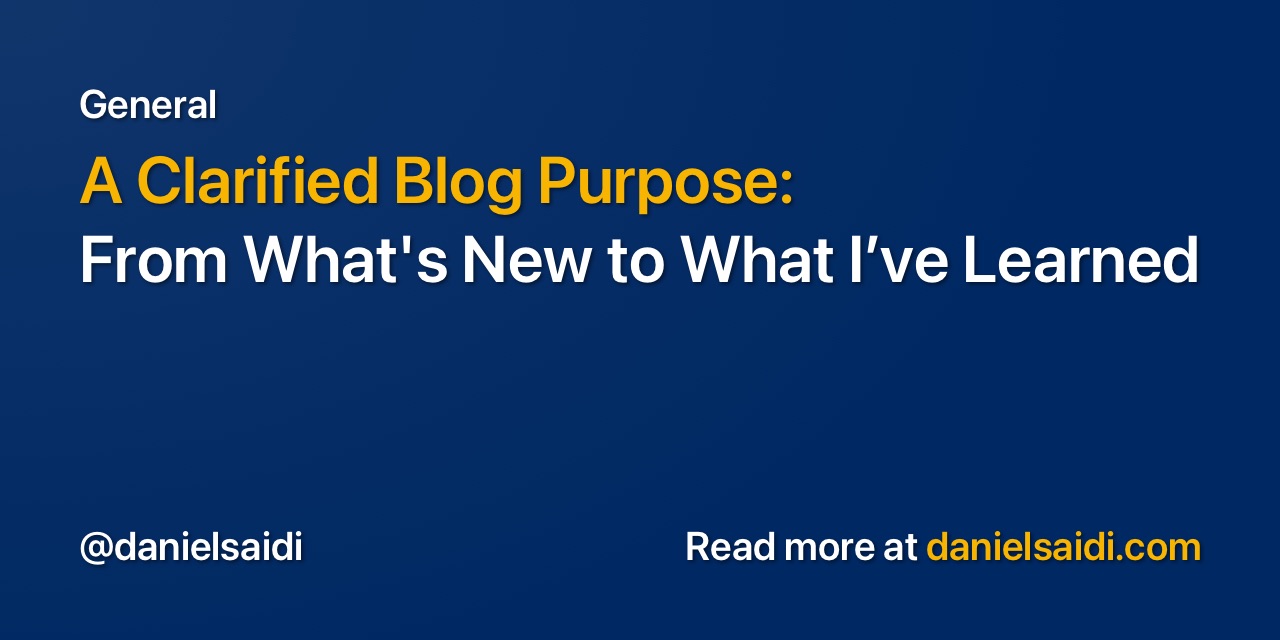 General
A Clarified Blog Purpose:
From What's New to What I’ve Learned
@danielsaidi
Read more at danielsaidi.com